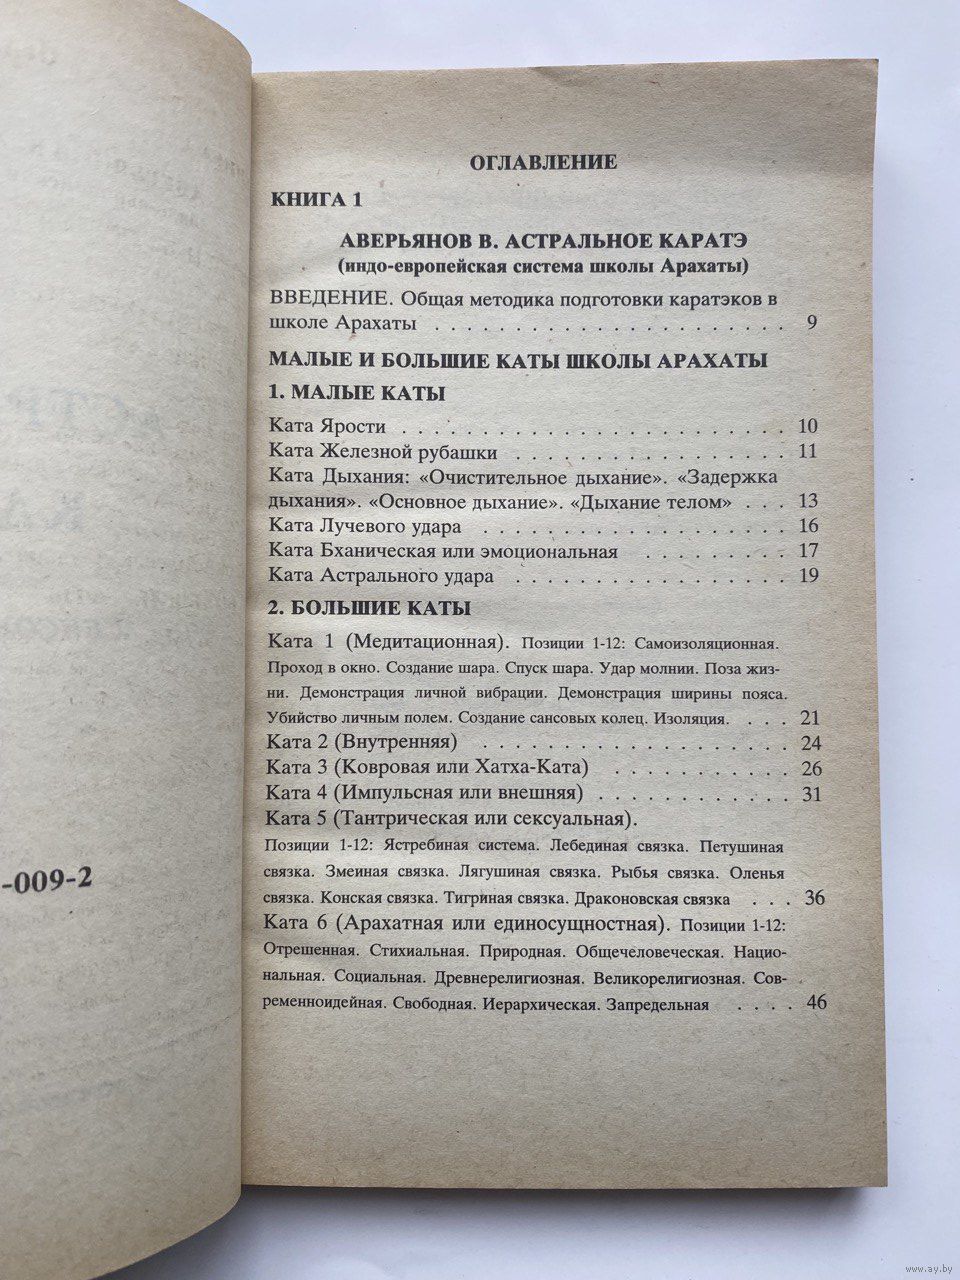 ОГЛАВЛЕНИЕ
КНИГА 1
АВЕРЬЯНОВ В. АСТРАЛЬНОЕ КАРАТЭ
(индо-европейская система школы Арахаты)
ВВЕДЕНИЕ. Общая методика подготовки каратэков в
школе Арахаты . . . . . . . . . . . . . . . . . . . . . . 9
МАЛЫЕ И БОЛЬШИЕ КАТЫ ШКОЛЫ АРАХАТЫ
1. МАЛЫЕ КАТЫ
Ката Ярости . . . . . . . . . . . . . . . . . . . . . . . . 10
Ката Железной рубашки . . . . . . . . . . . . . . . . . 11
Ката Дыхания: «Очистительное дыхание». «Задержка
дыхания». «Основное дыхание». «Дыхание телом» . . . 13
Ката Лучевого удара . . . . . . . . . . . . . . . . . . . 16
Ката Бханическая или эмоциональная . . . . . . . . . 17
Ката Астрального удара . . . . . . . . . . . . . . . . . 19
2. БОЛЬШИЕ КАТЫ
Ката 1 (Медитационная). Позиции 1-12: Самоизоляционная.
Проход в окно. Создание шара. Спуск шара. Удар молнии. Поза жиз-
ни. Демонстрация личной вибрации. Демонстрация ширины пояса.
Убийство личным полем. Создание сансовых колец. Изоляция. . . . 21
Ката 2 (Внутренняя) . . . . . . . . . . . . . . . . . . . 24
Ката 3 (Ковровая или Хатха-Ката) . . . . . . . . . . . 26
Ката 4 (Импульсная или внешняя) . . . . . . . . . . . . 31
Ката 5 (Тантрическая или сексуальная).
Позиции 1-12: Ястребиная система. Лебединая связка. Петушиная
связка. Змеиная связка. Лягушиная связка. Рыбья связка. Оленья
связка. Конская связка. Тигриная связка. Драконовская связка . . . 36
Ката 6 (Арахатная или единосущностная). Позиции 1-12:
Отрешенная. Стихиальная. Природная. Общечеловеческая. Нацио-
нальная. Социальная. Древнерелигиозная. Великорелигиозная. Сов-
ременноидейная. Свободная. Иерархическая. Запредельная . . . . 46
-009-2
www.ay.by